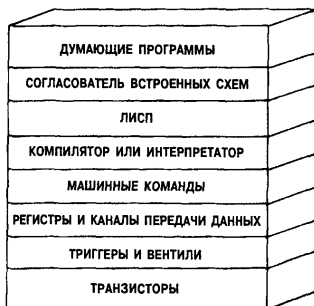 ДУМАЮЩИЕ ПРОГРАММЫ
СОГЛАСОВАТЕЛЬ ВСТРОЕННЫХ СХЕМ
ЛИСП
КОМПИЛЯТОР ИЛИ ИНТЕРПРЕТАТОР
МАШИННЫЕ КОМАНДЫ
РЕГИСТРЫ И КАНАЛЫ ПЕРЕДАЧИ ДАННЫХ
ТРИГГЕРЫ И ВЕНТИЛИ
ТРАНЗИСТОРЫ